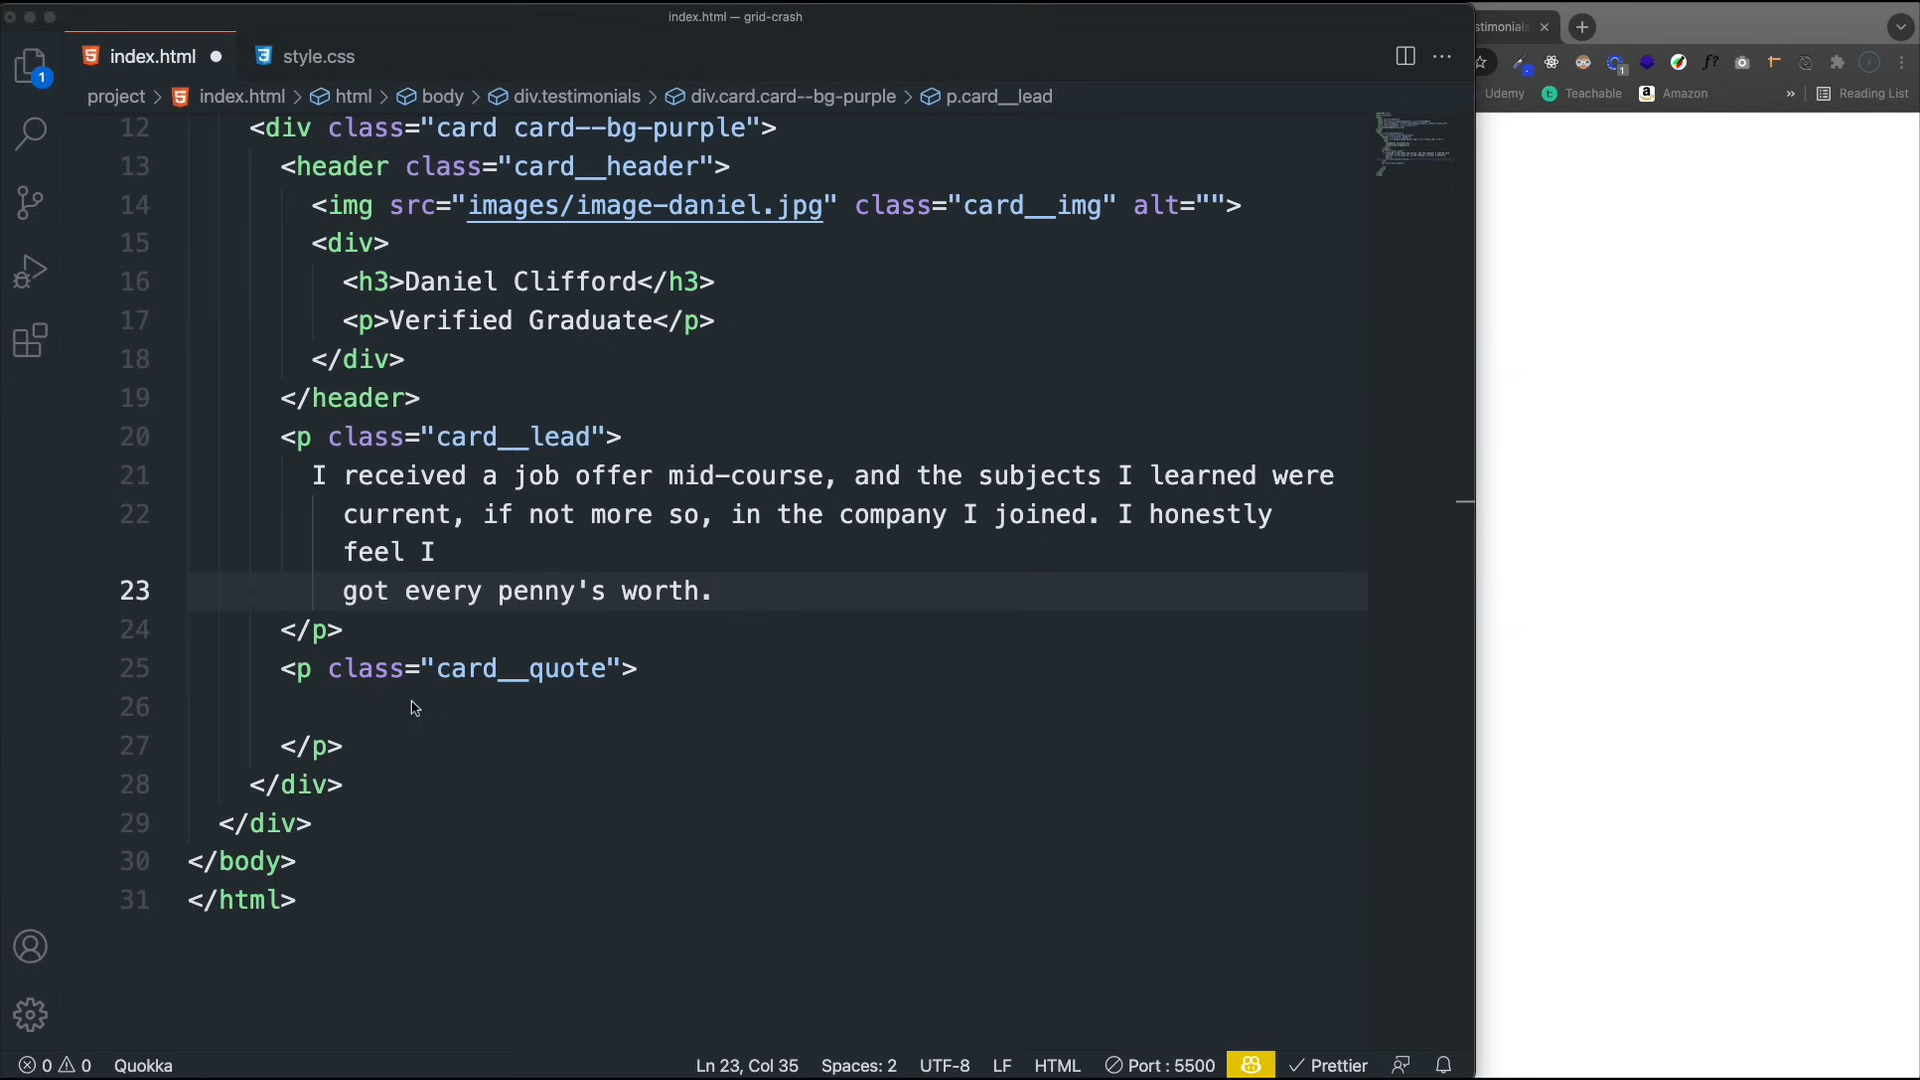 index.html — grid-crash
index.html
style.css
project > index.html > html > body > div.testimonials > div.card.card--bg-purple > p.card__lead
12 <div class="card card--bg-purple">
13 <header class="card__header">
14 <img src="images/image-daniel.jpg" class="card__img" alt="">
15 <div>
16 <h3>Daniel Clifford</h3>
17 <p>Verified Graduate</p>
18 </div>
19 </header>
20 <p class="card__lead">
21 I received a job offer mid-course, and the subjects I learned were
22 current, if not more so, in the company I joined. I honestly
feel I
23 got every penny's worth.
24 </p>
25 <p class="card__quote">
26
27 </p>
28 </div>
29 </div>
30 </body>
31 </html>
1
0 0 Quokka Ln 23, Col 35 Spaces: 2 UTF-8 LF HTML Port : 5500 Prettier
stimonials
f? 1
Udemy Teachable Amazon » Reading List